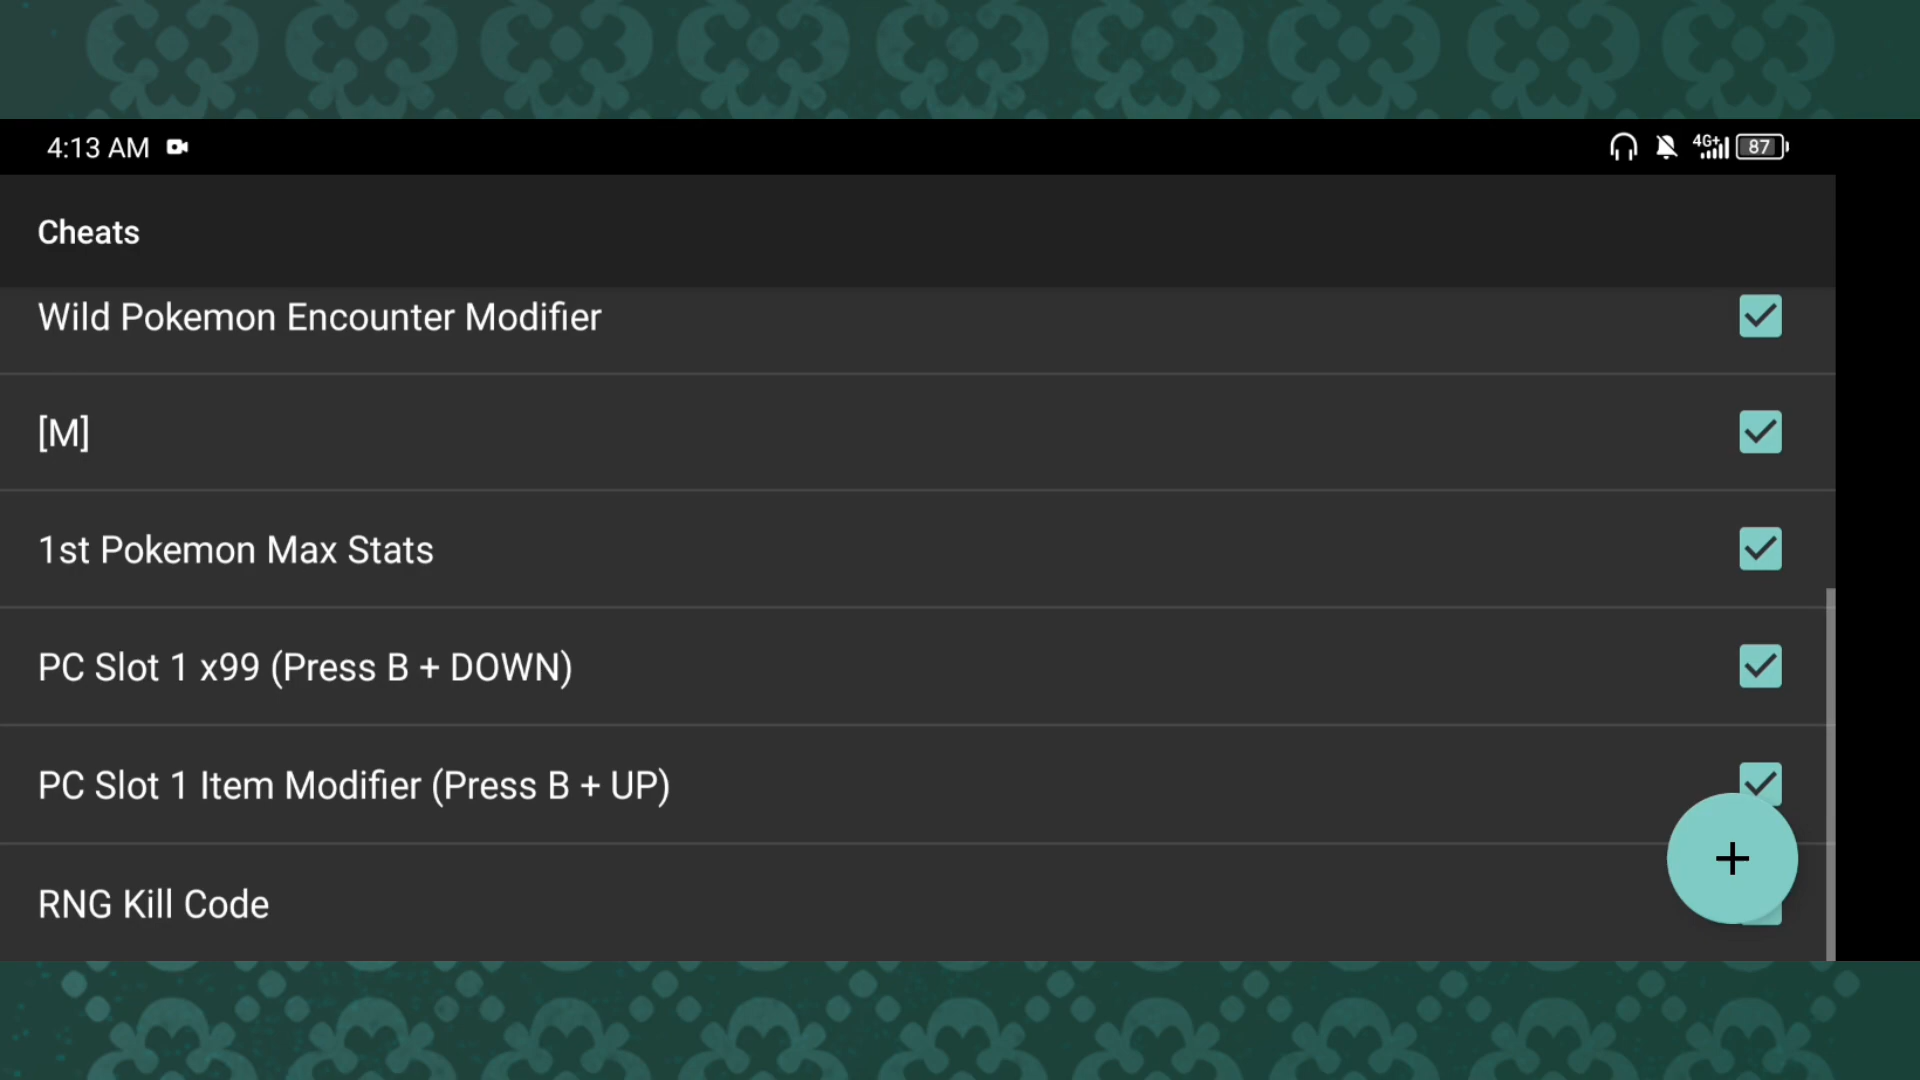 4:13 AM
4G+
87
Cheats
Wild Pokemon Encounter Modifier
[M]
1st Pokemon Max Stats
PC Slot 1 x99 (Press B + DOWN)
PC Slot 1 Item Modifier (Press B + UP)
RNG Kill Code